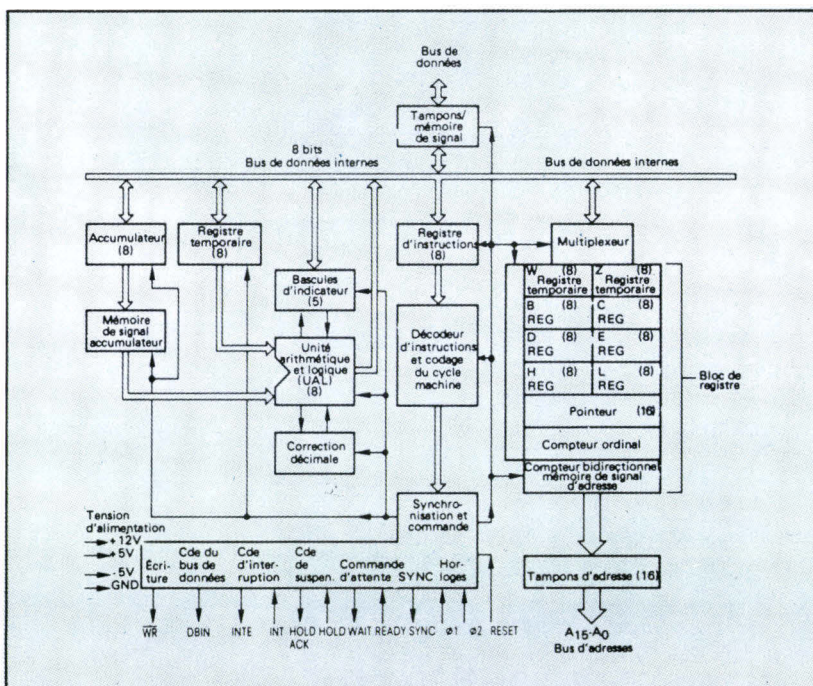 Bus de
données
Tampons/
mémoire
de signal
8 bits
Bus de données internes
Bus de données internes
Accumulateur
(8)
Registre
temporaire
(8)
Registre
d'instructions
(8)
Multiplexeur
W (8)
Registre
temporaire
Z (8)
Registre
temporaire
Bascules
d'indicateur
(5)
B (8)
REG
C (8)
REG
Mémoire
de signal
accumulateur
Unité
arithmétique
et logique
(UAL)
(8)
Décodeur
d'instructions
et codage
du cycle
machine
D (8)
REG
E (8)
REG
H (8)
REG
L (8)
REG
Bloc de
registre
Pointeur (16)
Correction
décimale
Compteur ordinal
Compteur bidirectionnel
mémoire de signal
d'adresse
Synchro-
nisation et
commande
Tension
d'alimentation
+12V
+5V
-5V
GND
Écri-
ture
Cde du
bus de
données
Cde
d'inter-
ruption
Cde
de
suspen.
Commande
d'attente
SYNC
Hor-
loges
Tampons d'adresse (16)
W̅R̅
DBIN
INTE
INT
HOLD
ACK
HOLD
WAIT
READY
SYNC
ø1
ø2
RESET
A15-A0
Bus d'adresses